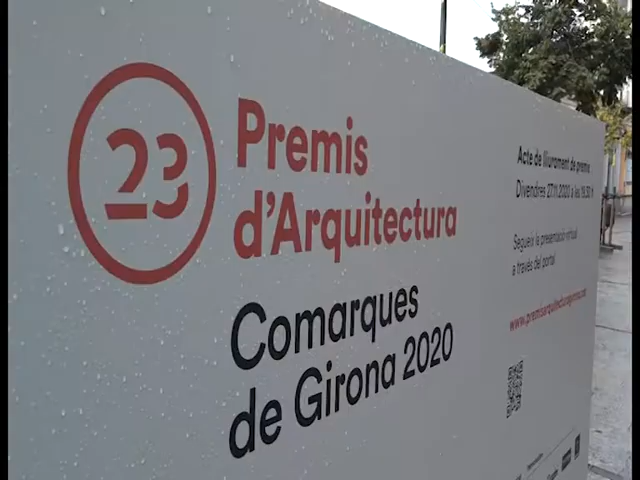 23
Premis
d'Arquitectura
Comarques
de Girona 2020
Acte de lliurament de premis
Divendres 27.11.2020 a les 19.30 h
Segueix la presentació virtual
a través del portal